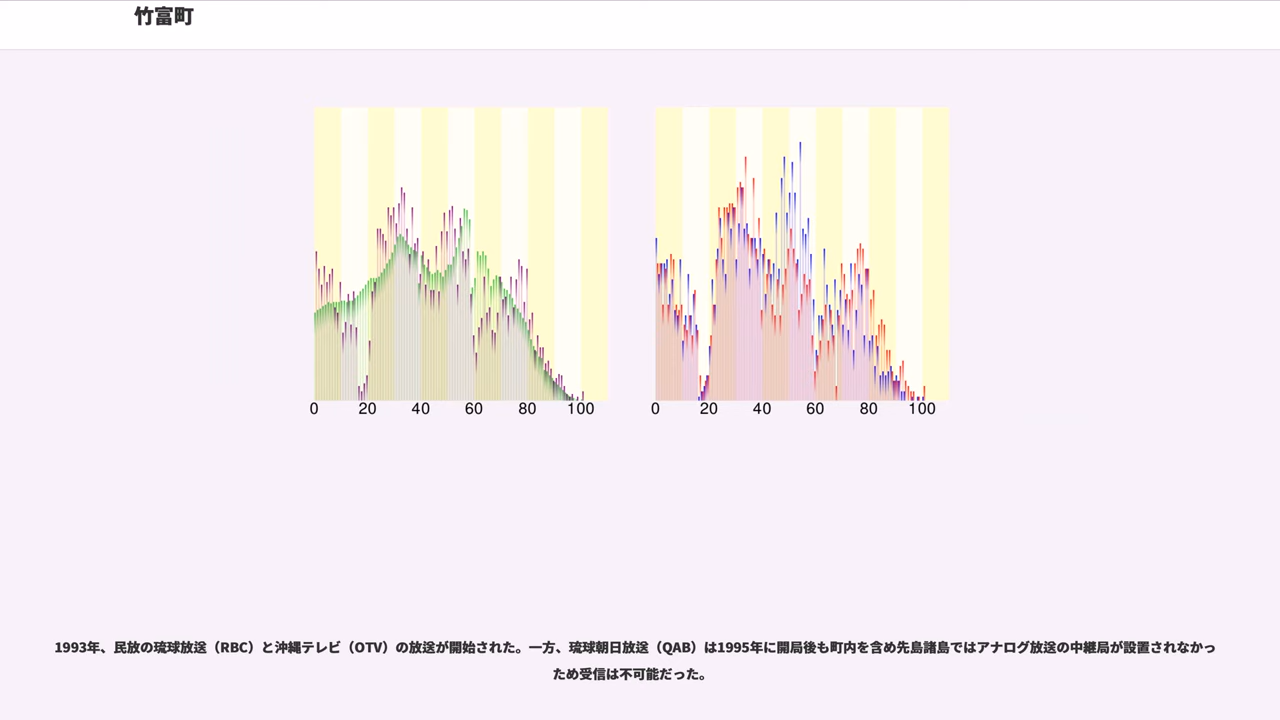 竹富町
0 20 40 60 80 100
0 20 40 60 80 100
1993年、民放の琉球放送（RBC）と沖縄テレビ（OTV）の放送が開始された。一方、琉球朝日放送（QAB）は1995年に開局後も町内を含め先島諸島ではアナログ放送の中継局が設置されなかっ
ため受信は不可能だった。